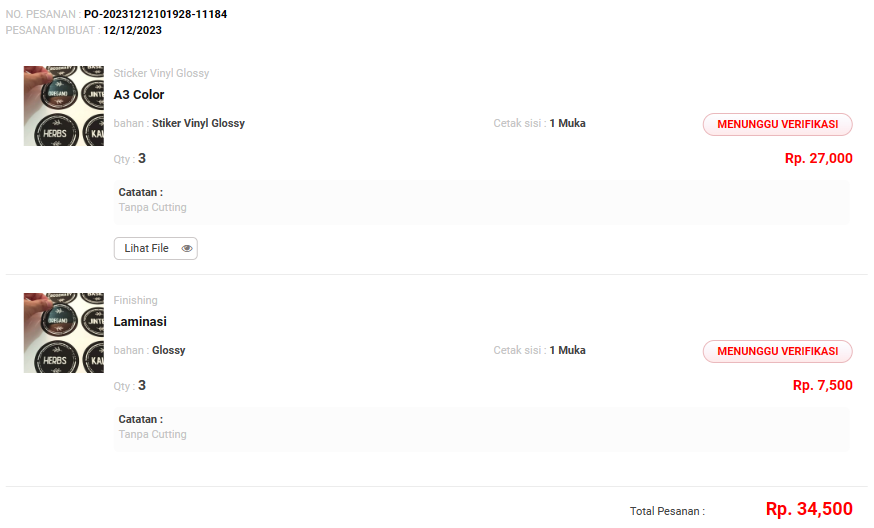 NO. PESANAN : PO-20231212101928-11184
PESANAN DIBUAT : 12/12/2023
Sticker Vinyl Glossy
A3 Color
bahan : Stiker Vinyl Glossy
Cetak sisi : 1 Muka
MENUNGGU VERIFIKASI
Qty : 3
Rp. 27,000
Catatan :
Tanpa Cutting
Lihat File
HERBS
Finishing
Laminasi
bahan : Glossy
Cetak sisi : 1 Muka
MENUNGGU VERIFIKASI
Qty : 3
Rp. 7,500
Catatan :
Tanpa Cutting
HERBS
Total Pesanan :
Rp. 34,500